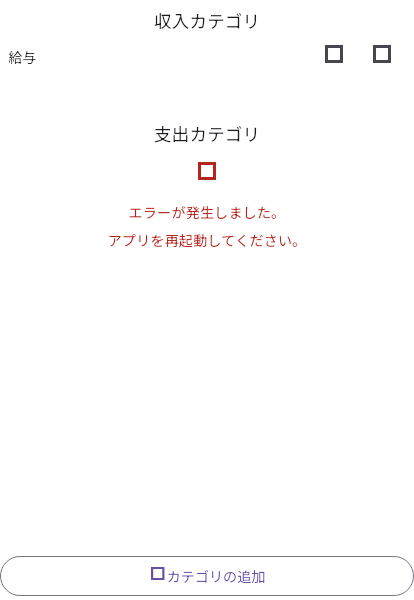 収入カテゴリ
給与
支出カテゴリ
エラーが発生しました。
アプリを再起動してください。
カテゴリの追加